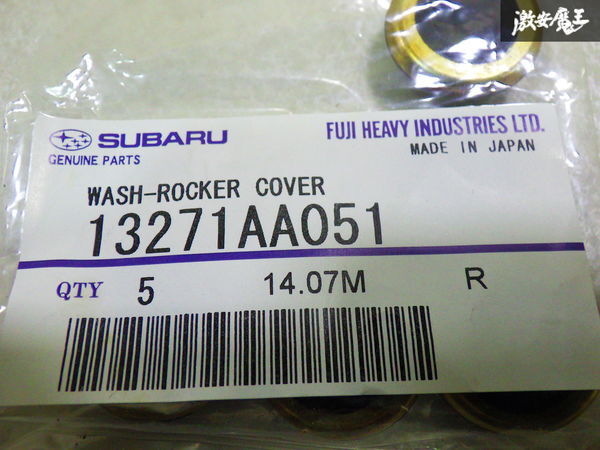 激安魔王
SUBARU
GENUINE PARTS
FUJI HEAVY INDUSTRIES LTD.
MADE IN JAPAN
WASH-ROCKER COVER
13271AA051
QTY 5 14.07M R